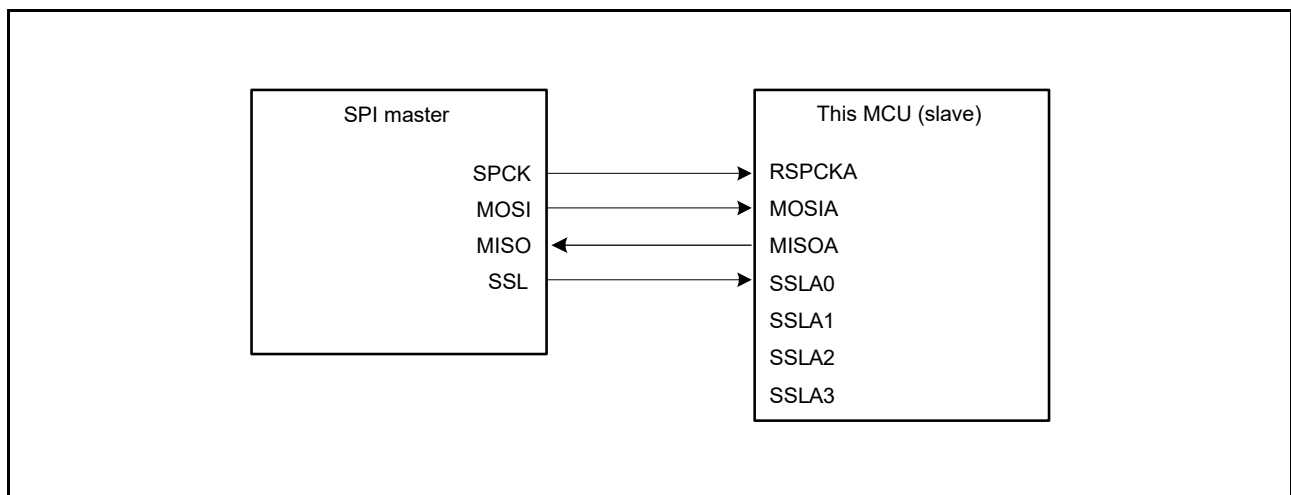 SPI master
SPCK
MOSI
MISO
SSL
This MCU (slave)
RSPCKA
MOSIA
MISOA
SSLA0
SSLA1
SSLA2
SSLA3